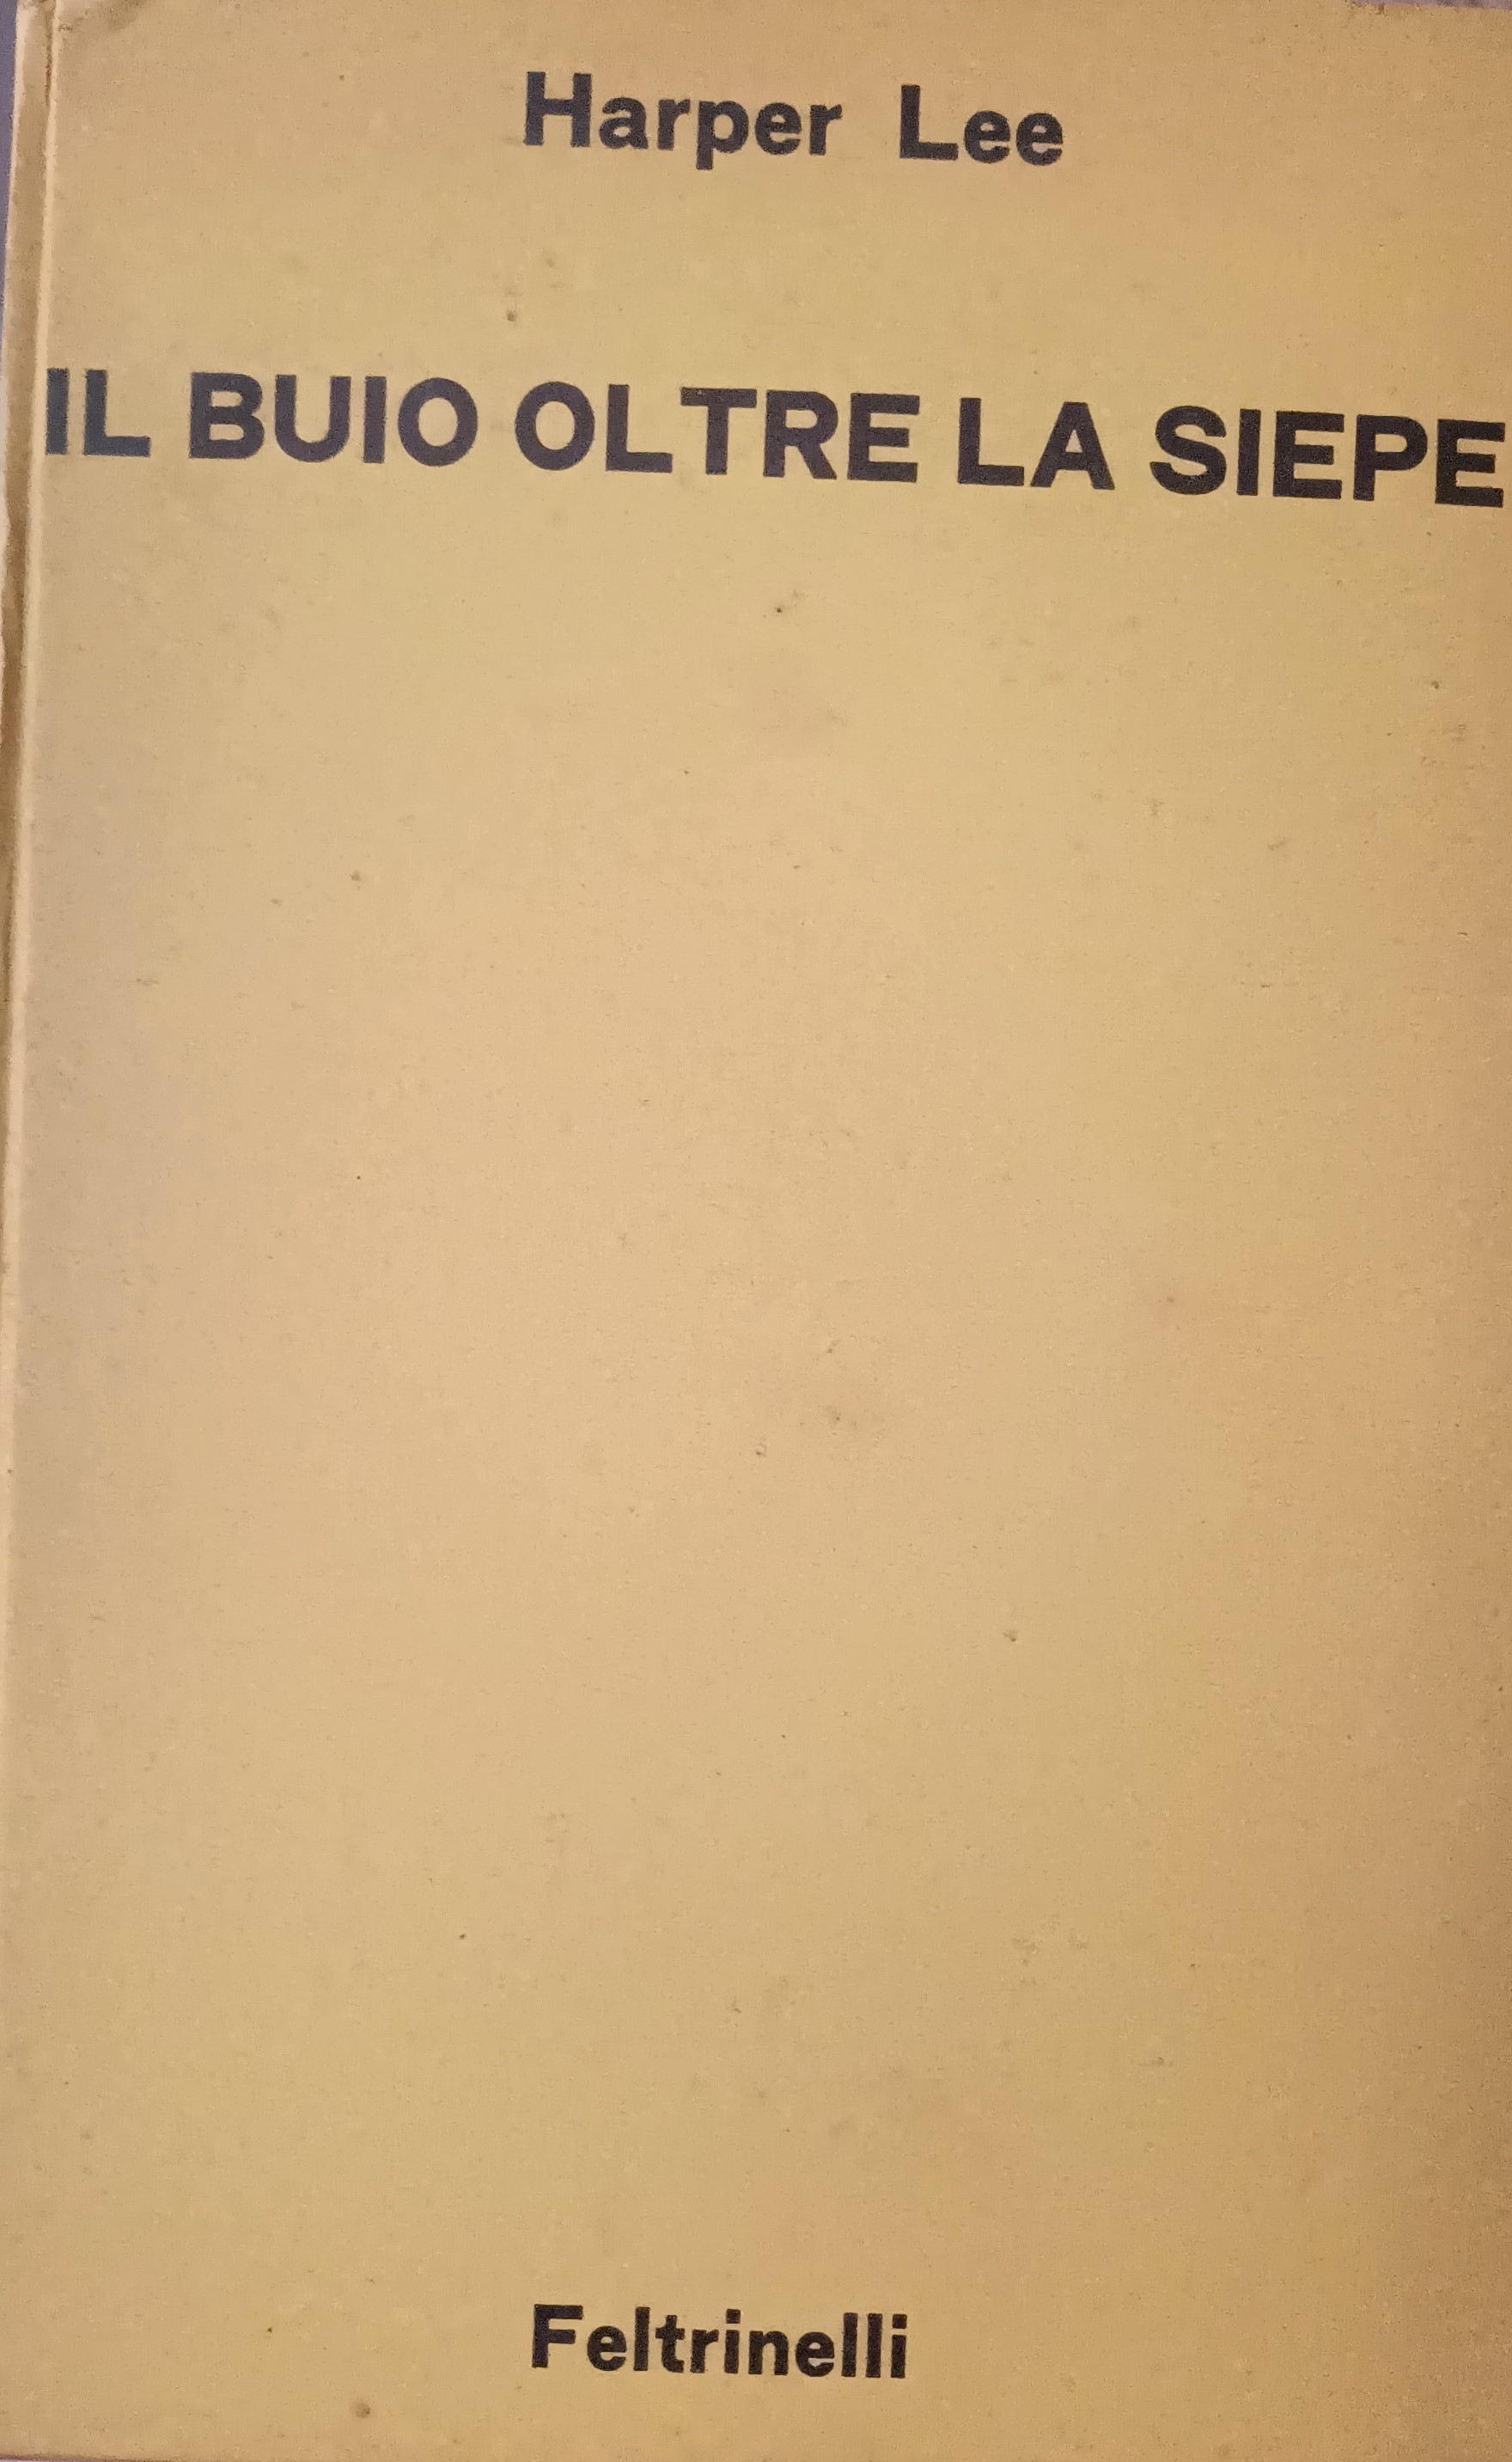 Harper Lee
IL BUIO OLTRE LA SIEPE
Feltrinelli